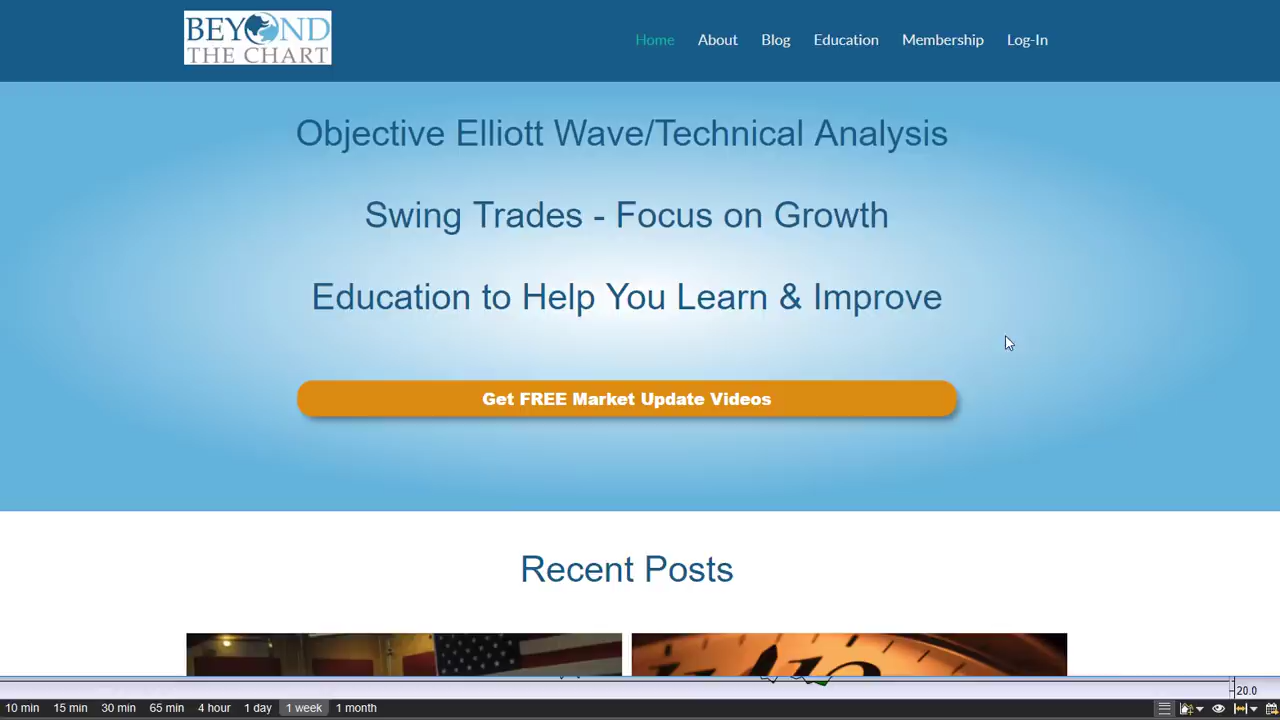 BEYOND
THE CHART
Home About Blog Education Membership Log-In
Objective Elliott Wave/Technical Analysis
Swing Trades - Focus on Growth
Education to Help You Learn & Improve
Get FREE Market Update Videos
Recent Posts
20.0
10 min 15 min 30 min 65 min 4 hour 1 day 1 week 1 month